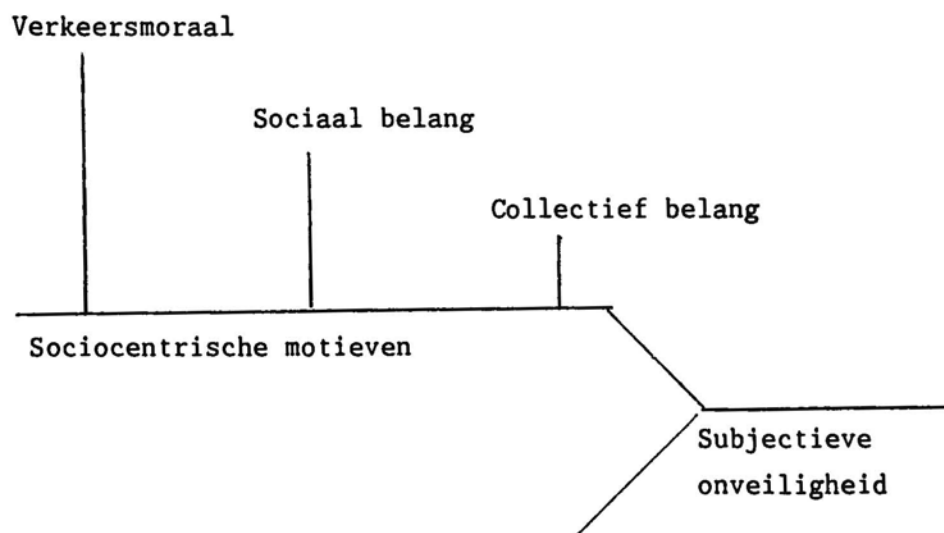 Verkeersmoraal
Sociaal belang
Collectief belang
Sociocentrische motieven
Subjectieve
onveiligheid